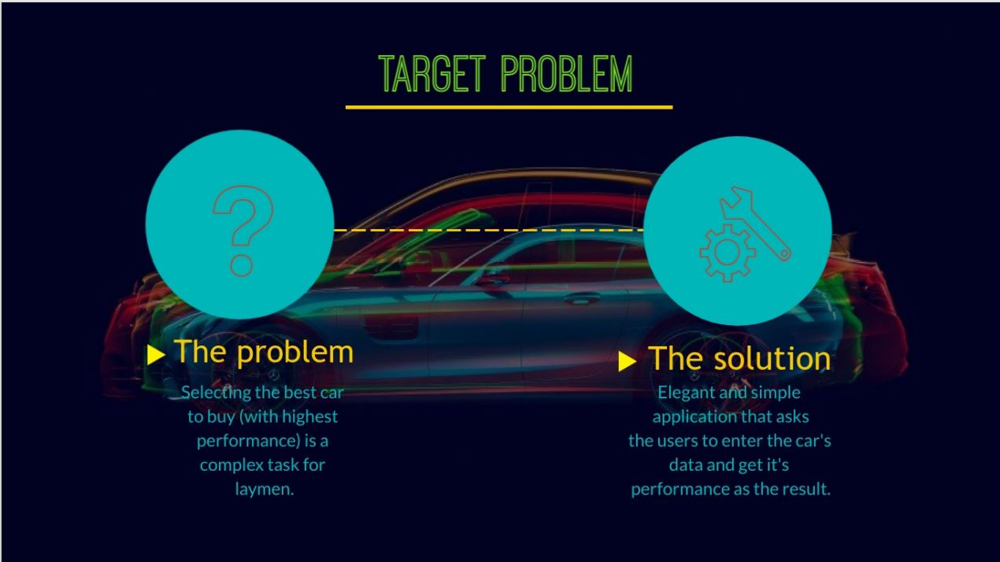 TARGET PROBLEM
The problem
Selecting the best car
to buy (with highest
performance) is a
complex task for
laymen.
The solution
Elegant and simple
application that asks
the users to enter the car's
data and get it's
performance as the result.